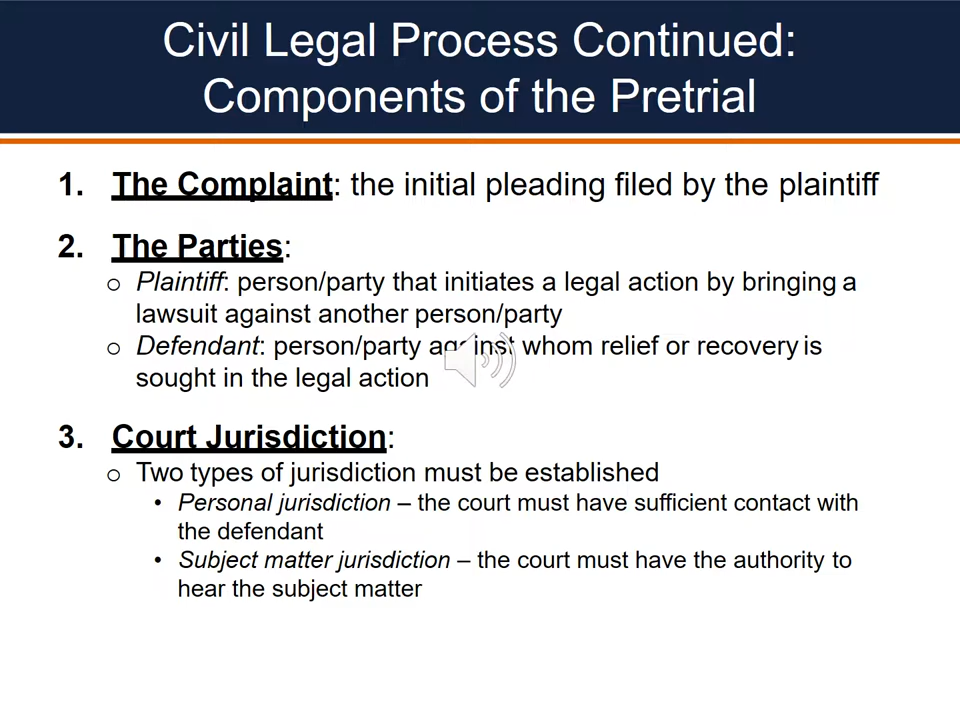 Civil Legal Process Continued:
Components of the Pretrial
1. The Complaint: the initial pleading filed by the plaintiff
2. The Parties:
o Plaintiff: person/party that initiates a legal action by bringing a
lawsuit against another person/party
o Defendant: person/party against whom relief or recovery is
sought in the legal action
3. Court Jurisdiction:
o Two types of jurisdiction must be established
• Personal jurisdiction – the court must have sufficient contact with
the defendant
• Subject matter jurisdiction – the court must have the authority to
hear the subject matter